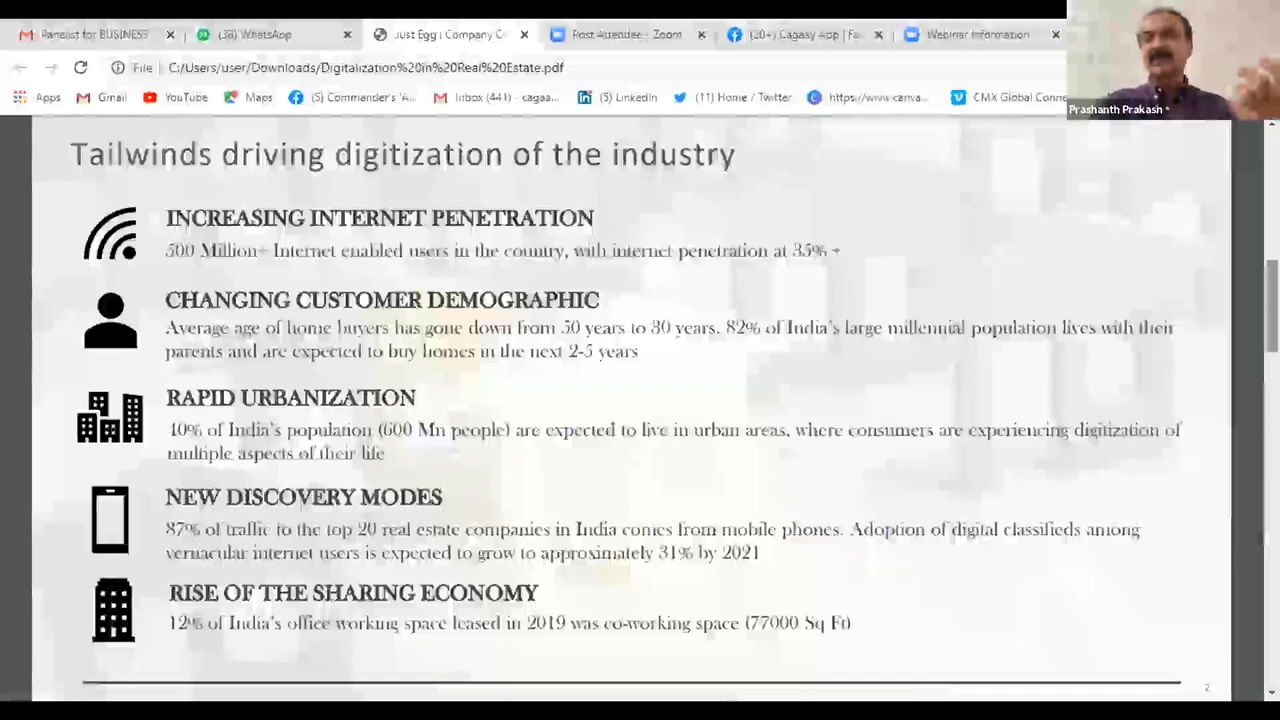 Panelist for BUSINESS
(38) WhatsApp
Just Egg | Company C
Post Attendee - Zoom
(20+) Cagaay App | Fa
Webinar Information
File | C:/Users/user/Downloads/Digitalization%20in%20Real%20Estate.pdf
Apps
Gmail
YouTube
Maps
(5) Commander's 'A...
Inbox (441) - cagaa...
(5) LinkedIn
(11) Home / Twitter
https://www.canva...
CMX Global Conne
Prashanth Prakash
Tailwinds driving digitization of the industry
INCREASING INTERNET PENETRATION
500 Million+ Internet enabled users in the country, with internet penetration at 35% +
CHANGING CUSTOMER DEMOGRAPHIC
Average age of home buyers has gone down from 50 years to 30 years. 82% of India's large millennial population lives with their
parents and are expected to buy homes in the next 2-5 years
RAPID URBANIZATION
40% of India's population (600 Mn people) are expected to live in urban areas, where consumers are experiencing digitization of
multiple aspects of their life
NEW DISCOVERY MODES
87% of traffic to the top 20 real estate companies in India comes from mobile phones. Adoption of digital classifieds among
vernacular internet users is expected to grow to approximately 31% by 2021
RISE OF THE SHARING ECONOMY
12% of India's office working space leased in 2019 was co-working space (77000 Sq Ft)
2